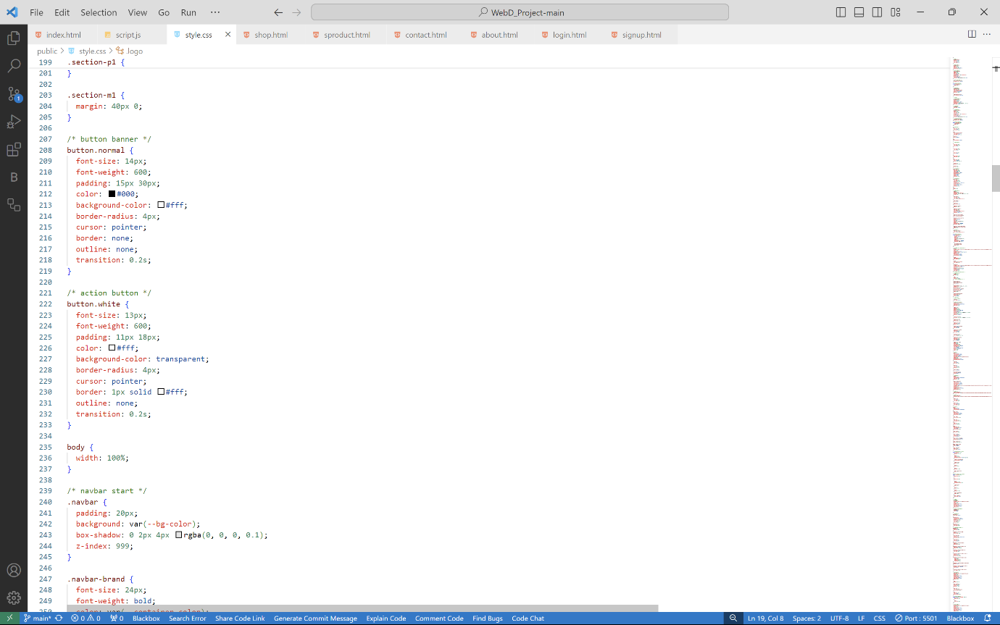 File Edit Selection View Go Run ··· WebD_Project-main
index.html script.js style.css shop.html sproduct.html contact.html about.html login.html signup.html
public > style.css > .logo
199 .section-p1 {
201 }
202
203 .section-m1 {
204 margin: 40px 0;
205 }
206
207 /* button banner */
208 button.normal {
209 font-size: 14px;
210 font-weight: 600;
211 padding: 15px 30px;
212 color: #000;
213 background-color: #fff;
214 border-radius: 4px;
215 cursor: pointer;
216 border: none;
217 outline: none;
218 transition: 0.2s;
219 }
220
221 /* action button */
222 button.white {
223 font-size: 13px;
224 font-weight: 600;
225 padding: 11px 18px;
226 color: #fff;
227 background-color: transparent;
228 border-radius: 4px;
229 cursor: pointer;
230 border: 1px solid #fff;
231 outline: none;
232 transition: 0.2s;
233 }
234
235 body {
236 width: 100%;
237 }
238
239 /* navbar start */
240 .navbar {
241 padding: 20px;
242 background: var(--bg-color);
243 box-shadow: 0 2px 4px rgba(0, 0, 0, 0.1);
244 z-index: 999;
245 }
246
247 .navbar-brand {
248 font-size: 24px;
249 font-weight: bold;
main* 0 0 0 Blackbox Search Error Share Code Link Generate Commit Message Explain Code Comment Code Find Bugs Code Chat Ln 19, Col 8 Spaces: 2 UTF-8 LF CSS Port : 5501 Blackbox